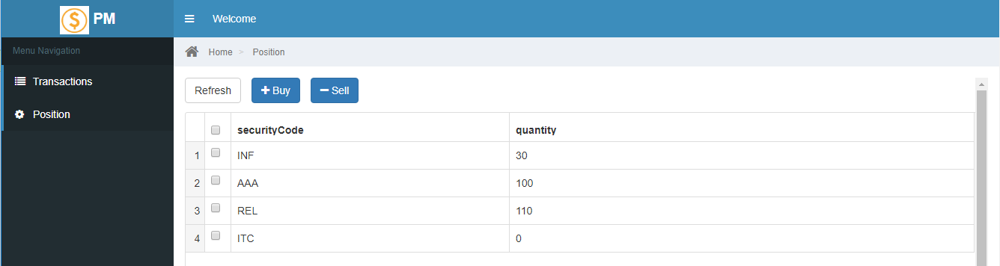 $ PM
Welcome
Menu Navigation
Home > Position
Transactions
Position
Refresh
Buy
Sell
securityCode quantity
1 INF 30
2 AAA 100
3 REL 110
4 ITC 0